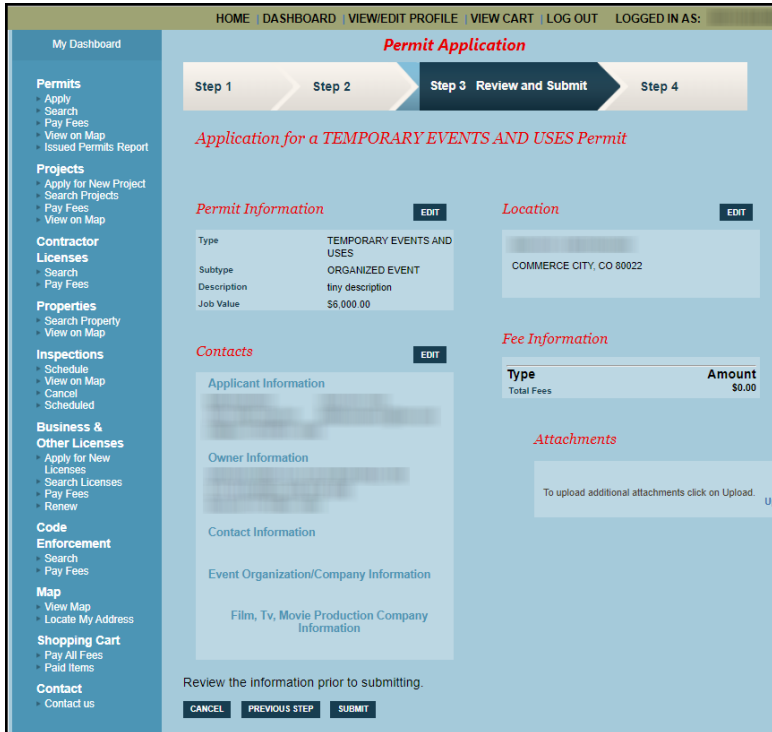 HOME | DASHBOARD | VIEW/EDIT PROFILE | VIEW CART | LOG OUT LOGGED IN AS:
My Dashboard
Permits
Apply
Search
Pay Fees
View on Map
Issued Permits Report
Projects
Apply for New Project
Search Projects
Pay Fees
View on Map
Contractor
Licenses
Search
Pay Fees
Properties
Search Property
View on Map
Inspections
Schedule
View on Map
Cancel
Scheduled
Business &
Other Licenses
Apply for New
Licenses
Search Licenses
Pay Fees
Renew
Code
Enforcement
Search
Pay Fees
Map
View Map
Locate My Address
Shopping Cart
Pay All Fees
Paid Items
Contact
Contact us
Permit Application
Step 1 Step 2 Step 3 Review and Submit Step 4
Application for a TEMPORARY EVENTS AND USES Permit
Permit Information EDIT
Type TEMPORARY EVENTS AND
USES
Subtype ORGANIZED EVENT
Description tiny description
Job Value $6,000.00
Location EDIT
COMMERCE CITY, CO 80022
Contacts EDIT
Applicant Information
Owner Information
Contact Information
Event Organization/Company Information
Film, Tv, Movie Production Company
Information
Fee Information
Type Amount
Total Fees $0.00
Attachments
To upload additional attachments click on Upload.
Review the information prior to submitting.
CANCEL PREVIOUS STEP SUBMIT